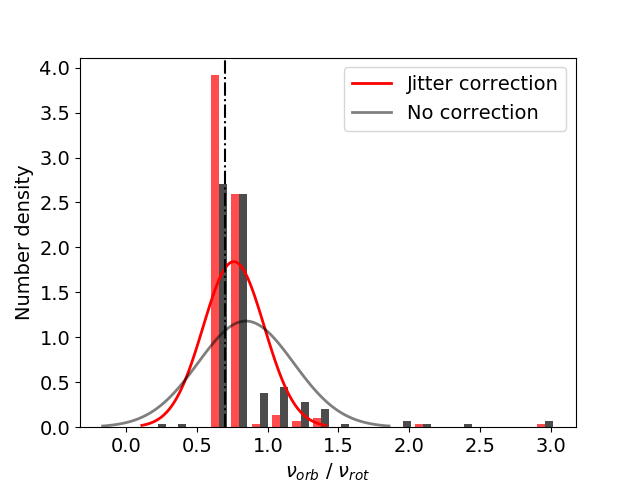 Jitter correction
No correction
Number density
4.0
3.5
3.0
2.5
2.0
1.5
1.0
0.5
0.0
0.0 0.5 1.0 1.5 2.0 2.5 3.0
ν_orb / ν_rot